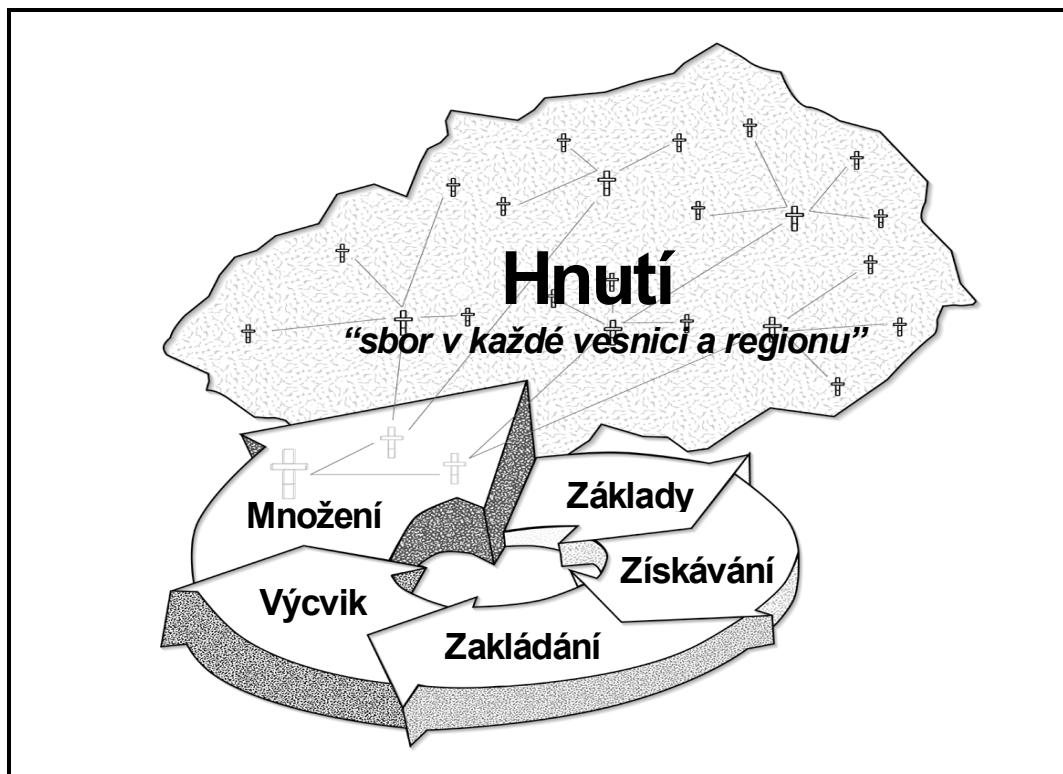 Hnutí
“sbor v každé vesnici a regionu”
Základy
Množení
Získávání
Výcvik
Zakládání